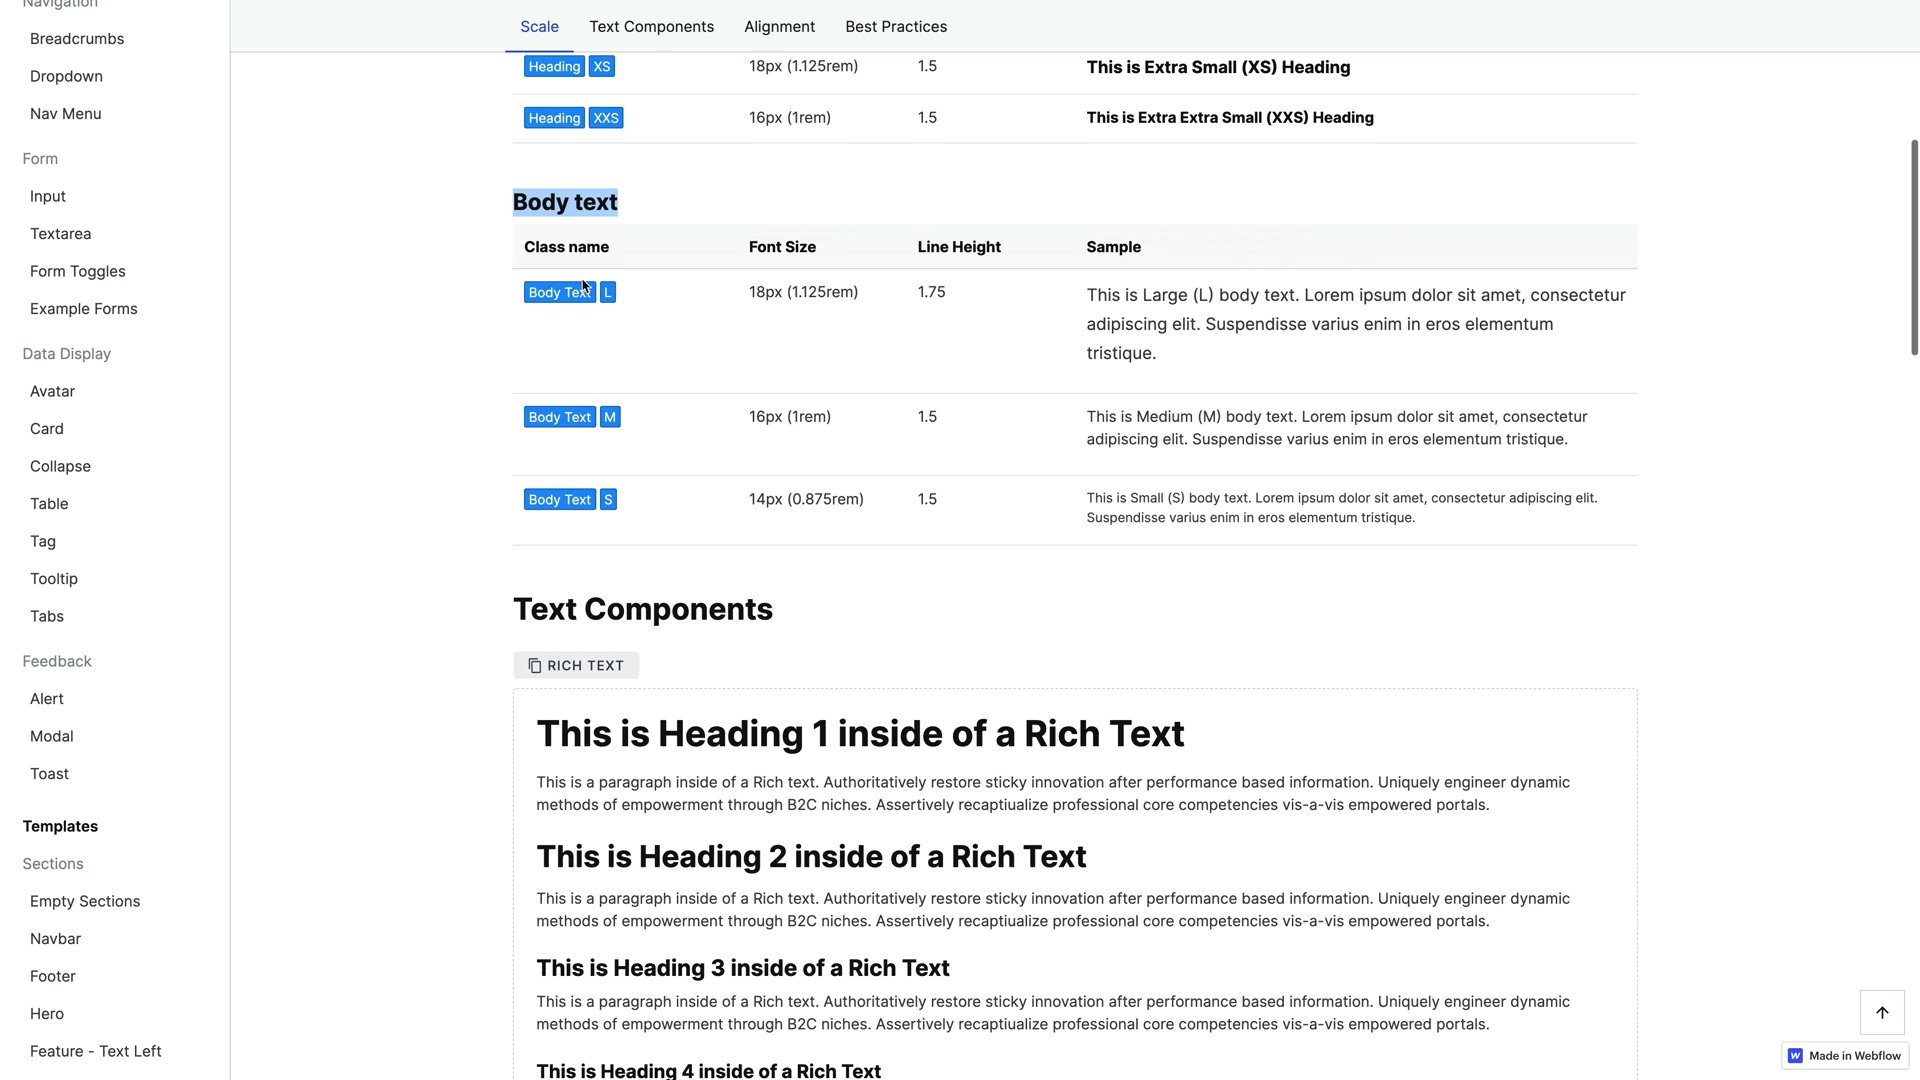 Navigation
Breadcrumbs
Dropdown
Nav Menu
Form
Input
Textarea
Form Toggles
Example Forms
Data Display
Avatar
Card
Collapse
Table
Tag
Tooltip
Tabs
Feedback
Alert
Modal
Toast
Templates
Sections
Empty Sections
Navbar
Footer
Hero
Feature - Text Left
Scale Text Components Alignment Best Practices
Heading XS 18px (1.125rem) 1.5 This is Extra Small (XS) Heading
Heading XXS 16px (1rem) 1.5 This is Extra Extra Small (XXS) Heading
Body text
Class name Font Size Line Height Sample
Body Text L 18px (1.125rem) 1.75 This is Large (L) body text. Lorem ipsum dolor sit amet, consectetur
adipiscing elit. Suspendisse varius enim in eros elementum
tristique.
Body Text M 16px (1rem) 1.5 This is Medium (M) body text. Lorem ipsum dolor sit amet, consectetur
adipiscing elit. Suspendisse varius enim in eros elementum tristique.
Body Text S 14px (0.875rem) 1.5 This is Small (S) body text. Lorem ipsum dolor sit amet, consectetur adipiscing elit.
Suspendisse varius enim in eros elementum tristique.
Text Components
RICH TEXT
This is Heading 1 inside of a Rich Text
This is a paragraph inside of a Rich text. Authoritatively restore sticky innovation after performance based information. Uniquely engineer dynamic
methods of empowerment through B2C niches. Assertively recaptiualize professional core competencies vis-a-vis empowered portals.
This is Heading 2 inside of a Rich Text
This is a paragraph inside of a Rich text. Authoritatively restore sticky innovation after performance based information. Uniquely engineer dynamic
methods of empowerment through B2C niches. Assertively recaptiualize professional core competencies vis-a-vis empowered portals.
This is Heading 3 inside of a Rich Text
This is a paragraph inside of a Rich text. Authoritatively restore sticky innovation after performance based information. Uniquely engineer dynamic
methods of empowerment through B2C niches. Assertively recaptiualize professional core competencies vis-a-vis empowered portals.
This is Heading 4 inside of a Rich Text
Made in Webflow